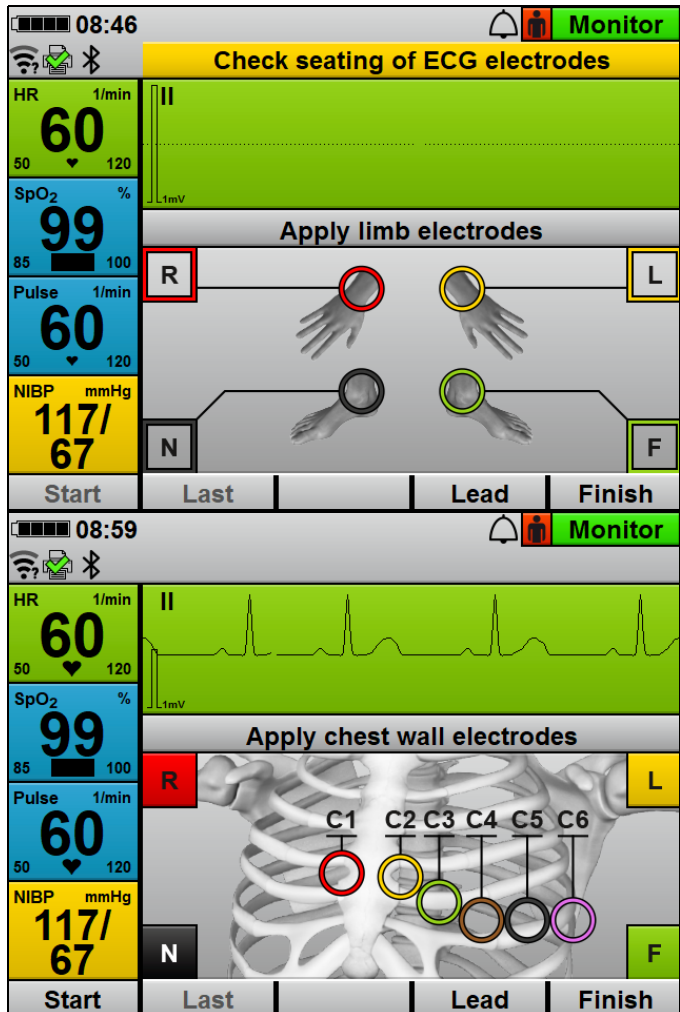 08:46 Monitor
Check seating of ECG electrodes
HR 1/min
60
50 120
II
1mV
SpO2 %
99
85 100
Apply limb electrodes
R L
Pulse 1/min
60
50 120
NIBP mmHg
117/
67
N F
Start Last Lead Finish
08:59 Monitor
?
HR 1/min
60
50 120
II
1mV
SpO2 %
99
85 100
Apply chest wall electrodes
R L
Pulse 1/min
60
50 120
C1 C2 C3 C4 C5 C6
NIBP mmHg
117/
67
N F
Start Last Lead Finish